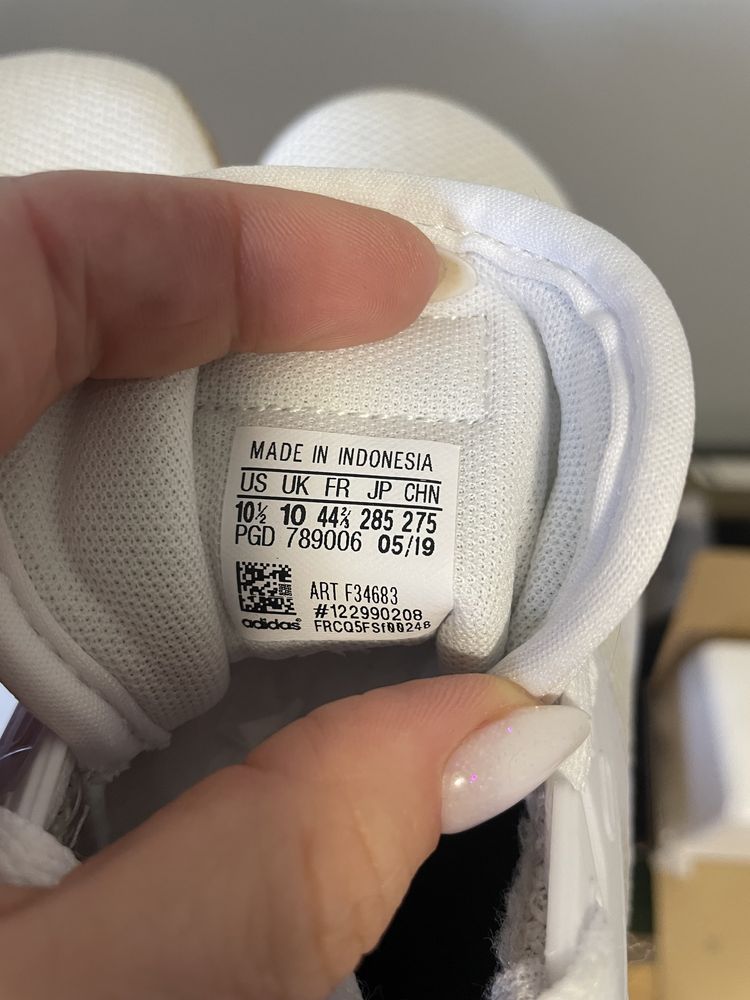 MADE IN INDONESIA
US UK FR JP CHN
10½ 10 44⅔ 285 275
PGD 789006 05/19
ART F34683
#122990208
adidas®